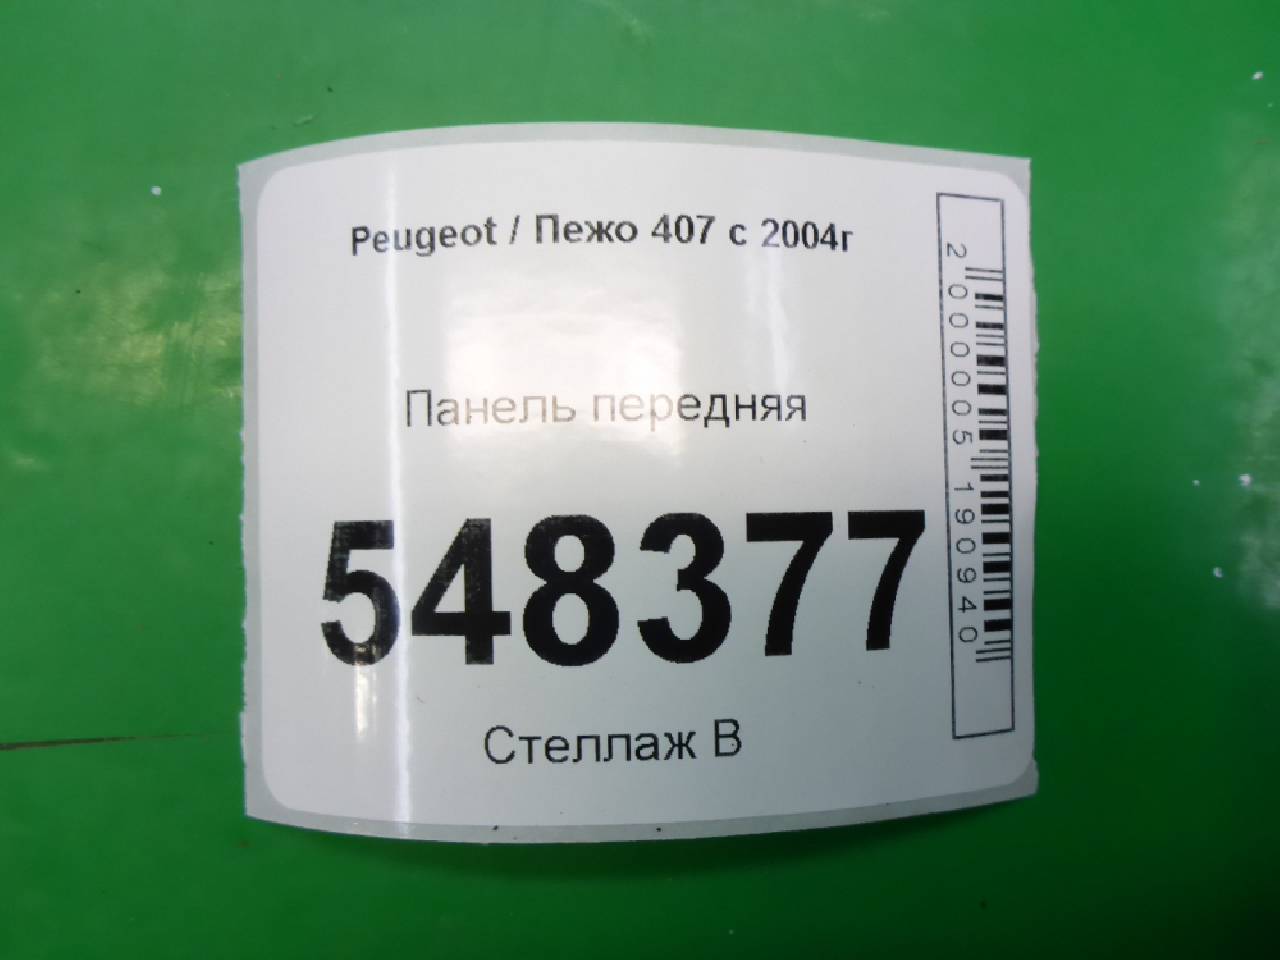 Peugeot / Пежо 407 с 2004г
Панель передняя
548377
Стеллаж В
2000005190940